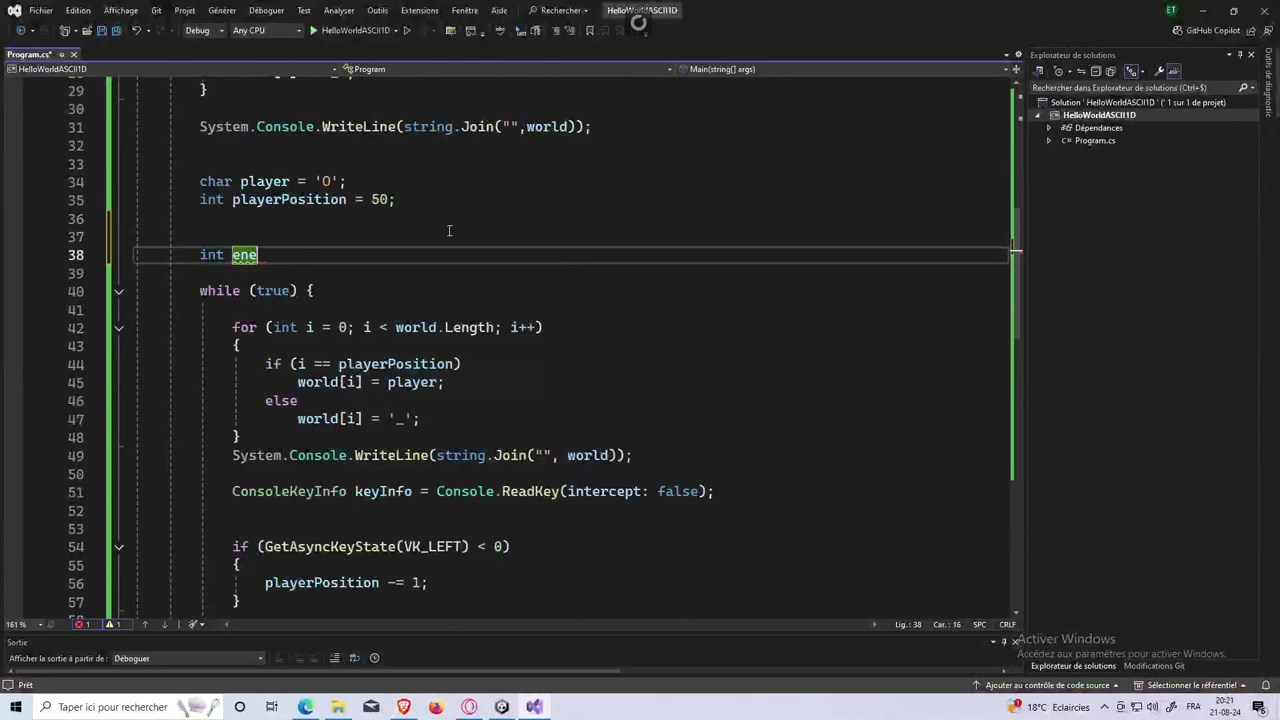 Fichier Edition Affichage Git Projet Générer Déboguer Test Analyser Outils Extensions Fenêtre Aide Rechercher HelloWorldASCII1D ET
Debug Any CPU HelloWorldASCII1D GitHub Copilot
Program.cs* Explorateur de solutions
HelloWorldASCII1D Program Main(string[] args)
Rechercher dans Explorateur de solutions (Ctrl+$)
Solution 'HelloWorldASCII1D' (' 1 sur 1 de projet)
HelloWorldASCII1D
Dépendances
Program.cs
Outils de diagnostic
29 }
30
31 System.Console.WriteLine(string.Join("",world));
32
33
34 char player = 'O';
35 int playerPosition = 50;
36
37
38 int ene
39
40 while (true) {
41
42 for (int i = 0; i < world.Length; i++)
43 {
44 if (i == playerPosition)
45 world[i] = player;
46 else
47 world[i] = '_';
48 }
49 System.Console.WriteLine(string.Join("", world));
50
51 ConsoleKeyInfo keyInfo = Console.ReadKey(intercept: false);
52
53
54 if (GetAsyncKeyState(VK_LEFT) < 0)
55 {
56 playerPosition -= 1;
57 }
161 % 1 1 Lig. : 38 Car. : 16 SPC CRLF
Sortie
Afficher la sortie à partir de : Déboguer
Activer Windows
Accédez aux paramètres pour activer Windows.
Explorateur de solutions Modifications Git
Prêt Ajouter au contrôle de code source Sélectionner le référentiel
Taper ici pour rechercher 18°C Eclaircies FRA 20:21 21-08-24